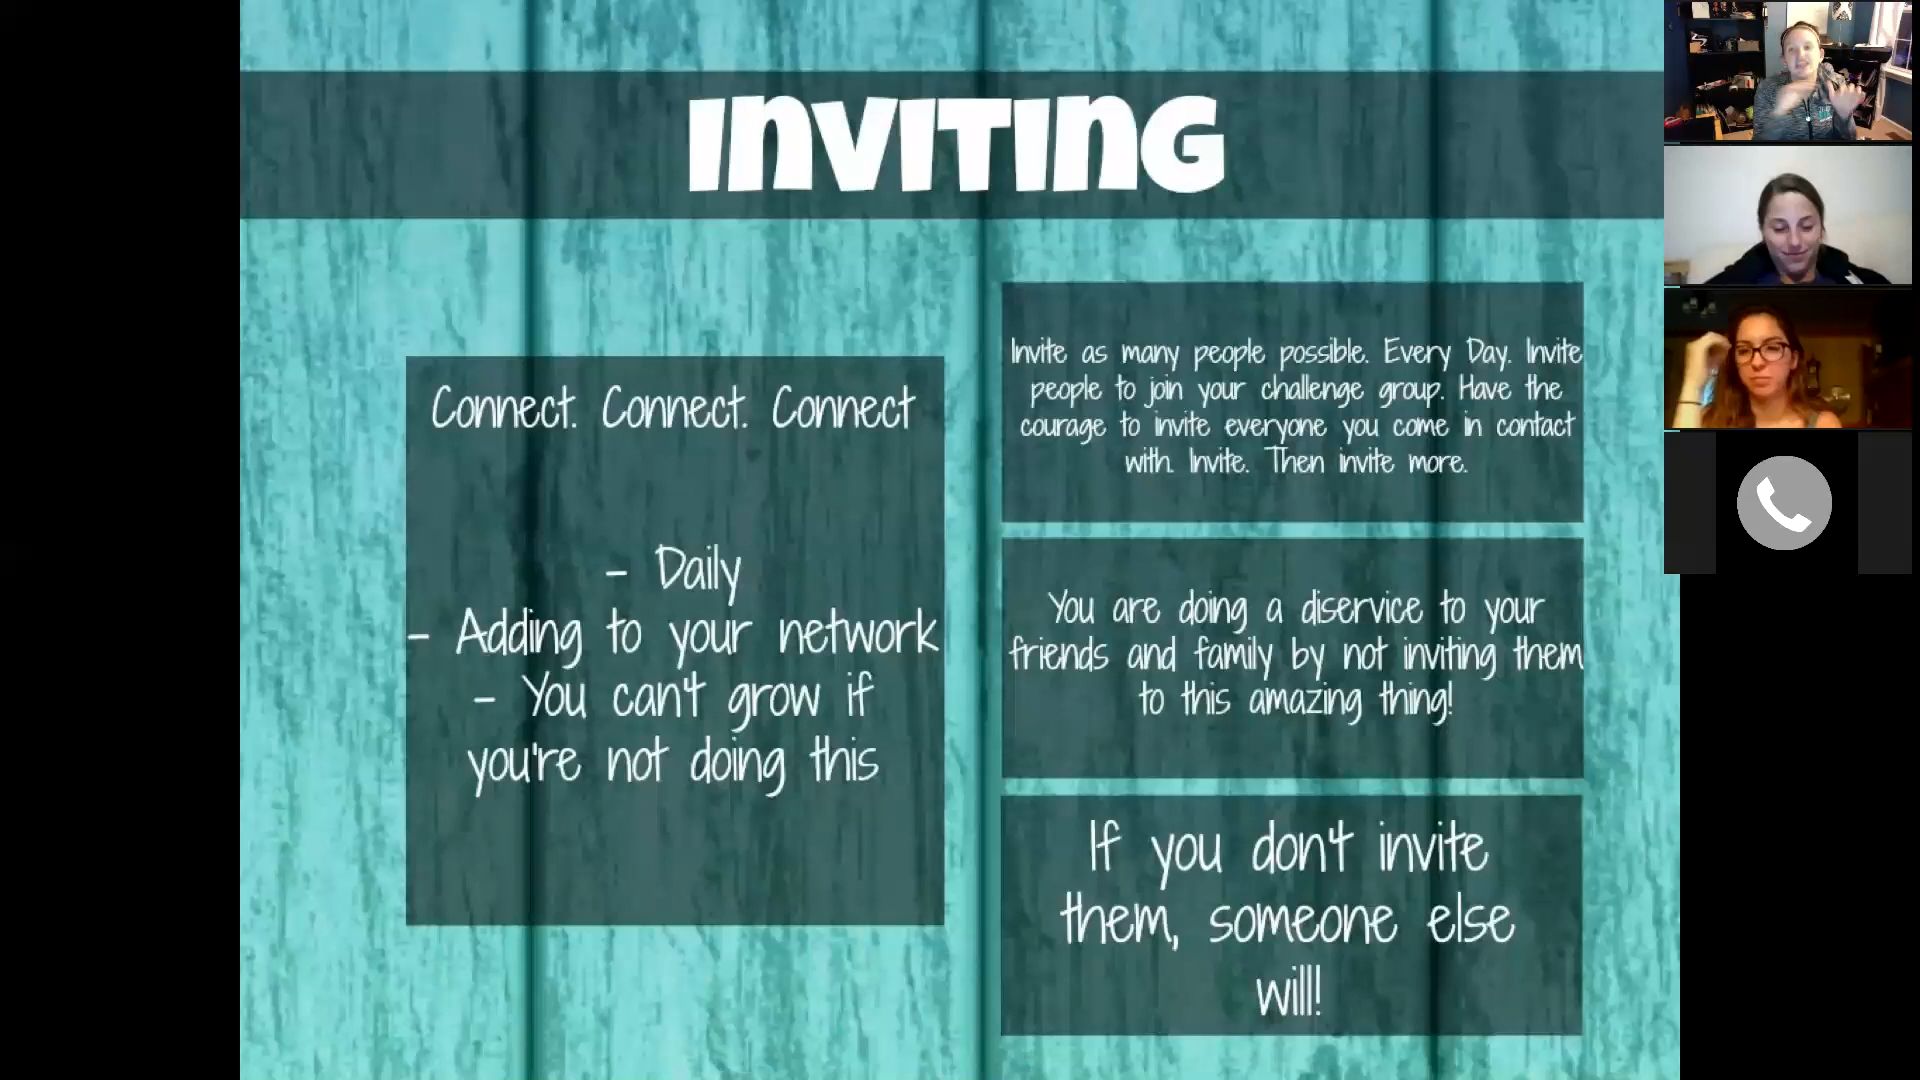 INVITING
Connect. Connect. Connect
- Daily
- Adding to your network
- You can't grow if
you're not doing this
Invite as many people possible. Every Day. Invite
people to join your challenge group. Have the
courage to invite everyone you come in contact
with. Invite. Then invite more.
You are doing a diservice to your
friends and family by not inviting them
to this amazing thing!
If you don't invite
them, someone else
will!